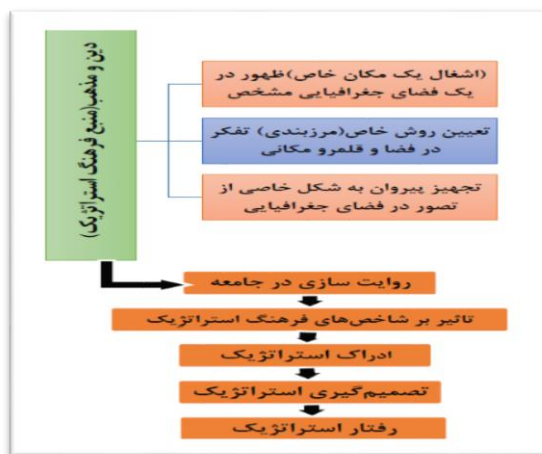 دین و مذهب(منبع فرهنگ استراتژیک)
(اشغال یک مکان خاص)ظهور در
یک فضای جغرافیایی مشخص
تعیین روش خاص(مرزبندی) تفکر
در فضا و قلمرو مکانی
تجهیز پیروان به شکل خاصی از
تصور در فضای جغرافیایی
روایت سازی در جامعه
تاثیر بر شاخص‌های فرهنگ استراتژیک
ادراک استراتژیک
تصمیم‌گیری استراتژیک
رفتار استراتژیک